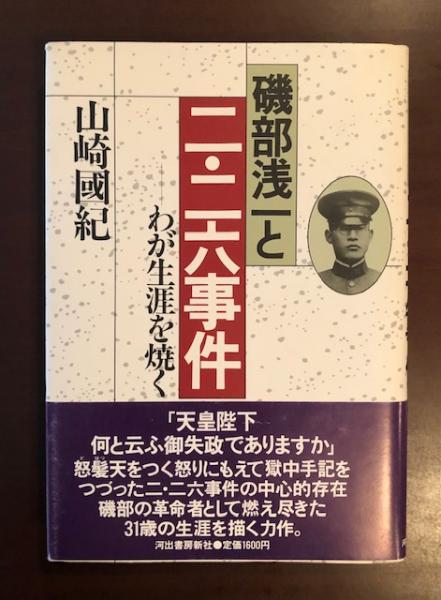 磯部浅一と
二・二六事件
わが生涯を焼く
山崎國紀
「天皇陛下
何と云ふ御失政でありますか」
怒髪天をつく怒りにもえて獄中手記を
つづった二・二六事件の中心的存在
磯部の革命者として燃え尽きた
31歳の生涯を描く力作。
河出書房新社●定価1600円